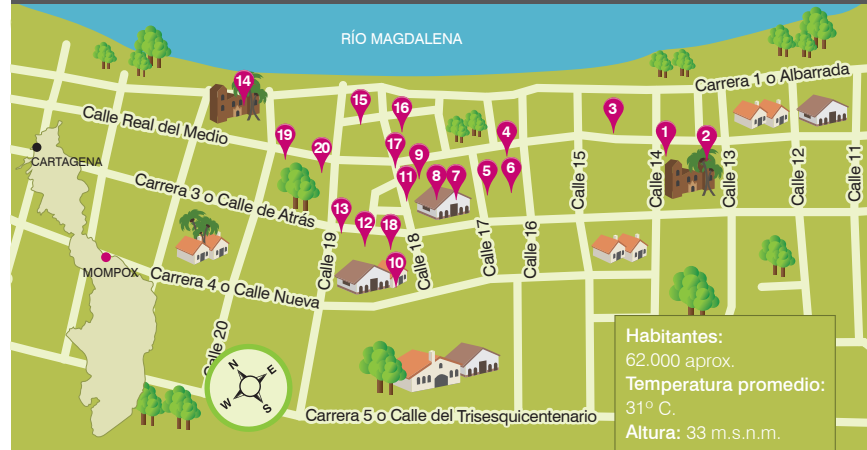 RÍO MAGDALENA
Carrera 1 o Albarrada
14
15
16
3
4
1
2
Calle Real del Medio
19
20
17
9
11
8
7
5
6
CARTAGENA
Carrera 3 o Calle de Atrás
13
12
18
10
Calle 20
Calle 19
Calle 18
Calle 17
Calle 16
Calle 15
Calle 14
Calle 13
Calle 12
Calle 11
MOMPOX
Carrera 4 o Calle Nueva
N
E
W
S
Carrera 5 o Calle del Trisesquicentenario
Habitantes:
62.000 aprox.
Temperatura promedio:
31º C.
Altura: 33 m.s.n.m.